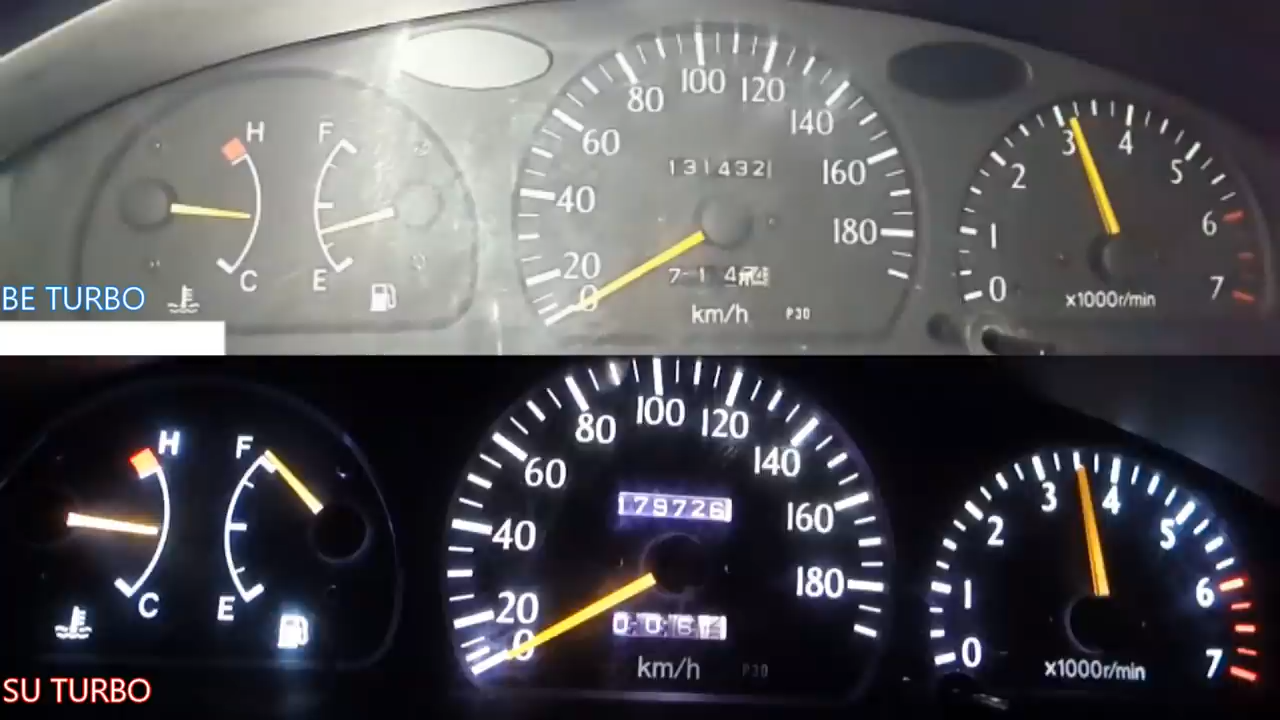 100
80 120
60 140
H F 3 4
131432
2 5
40 160
180 1 6
20
C E 7-1
0 0 7
BE TURBO km/h P30 x1000r/min
100
80 120
H F 60 140
3 4
179726
2 5
40 160
180 1 6
C E 20
0 0 7
km/h P30 x1000r/min
SU TURBO